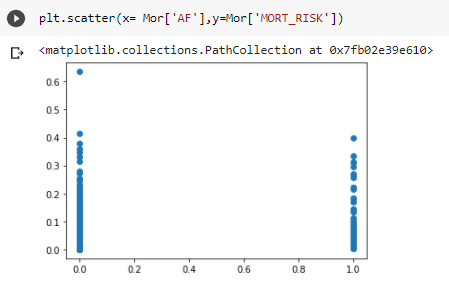 plt.scatter(x= Mor['AF'],y=Mor['MORT_RISK'])
<matplotlib.collections.PathCollection at 0x7fb02e39e610>
0.6
0.5
0.4
0.3
0.2
0.1
0.0
0.0 0.2 0.4 0.6 0.8 1.0